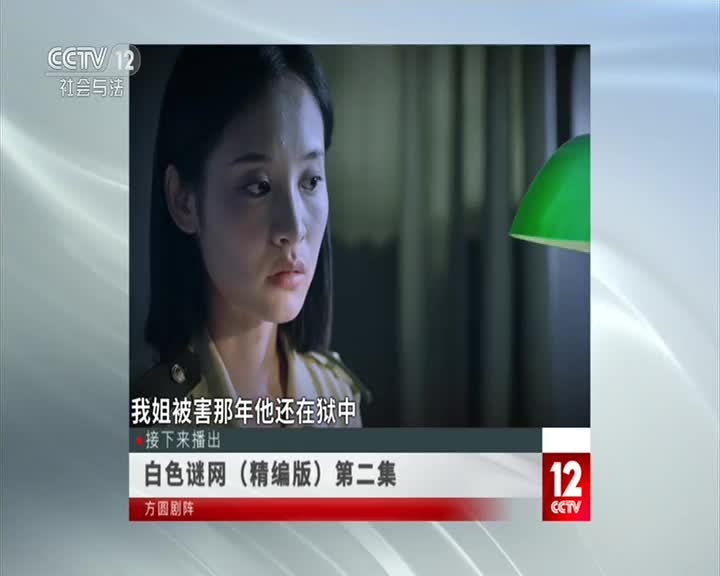 CCTV 12
社会与法
我姐被害那年他还在狱中
接下来播出
白色谜网（精编版）第二集
方圆剧阵
12
CCTV